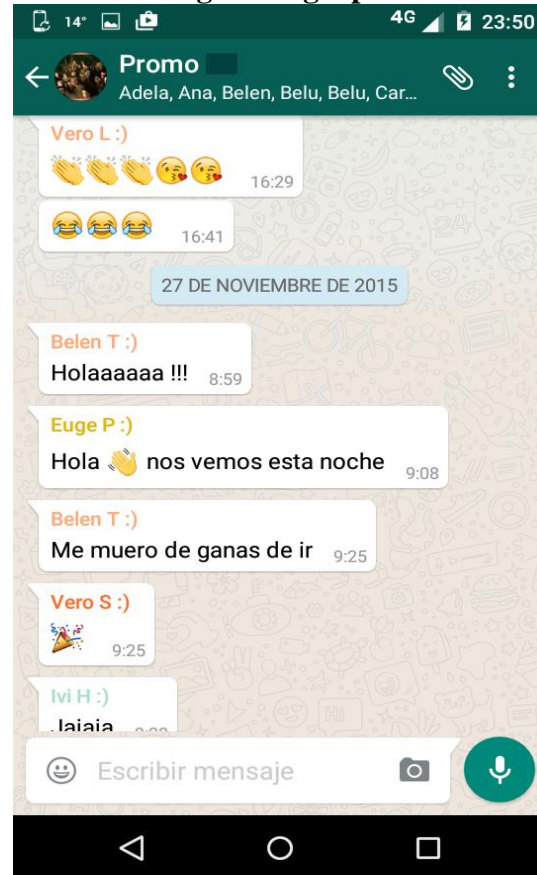 14°
4G
23:50
Promo
Adela, Ana, Belen, Belu, Belu, Car...
Vero L :)
👏👏👏😘😘 16:29
😂😂😂 16:41
27 DE NOVIEMBRE DE 2015
Belen T :)
Holaaaaaa !!! 8:59
Euge P :)
Hola 👋 nos vemos esta noche 9:08
Belen T :)
Me muero de ganas de ir 9:25
Vero S :)
🎉 9:25
Ivi H :)
Jajaja
Escribir mensaje